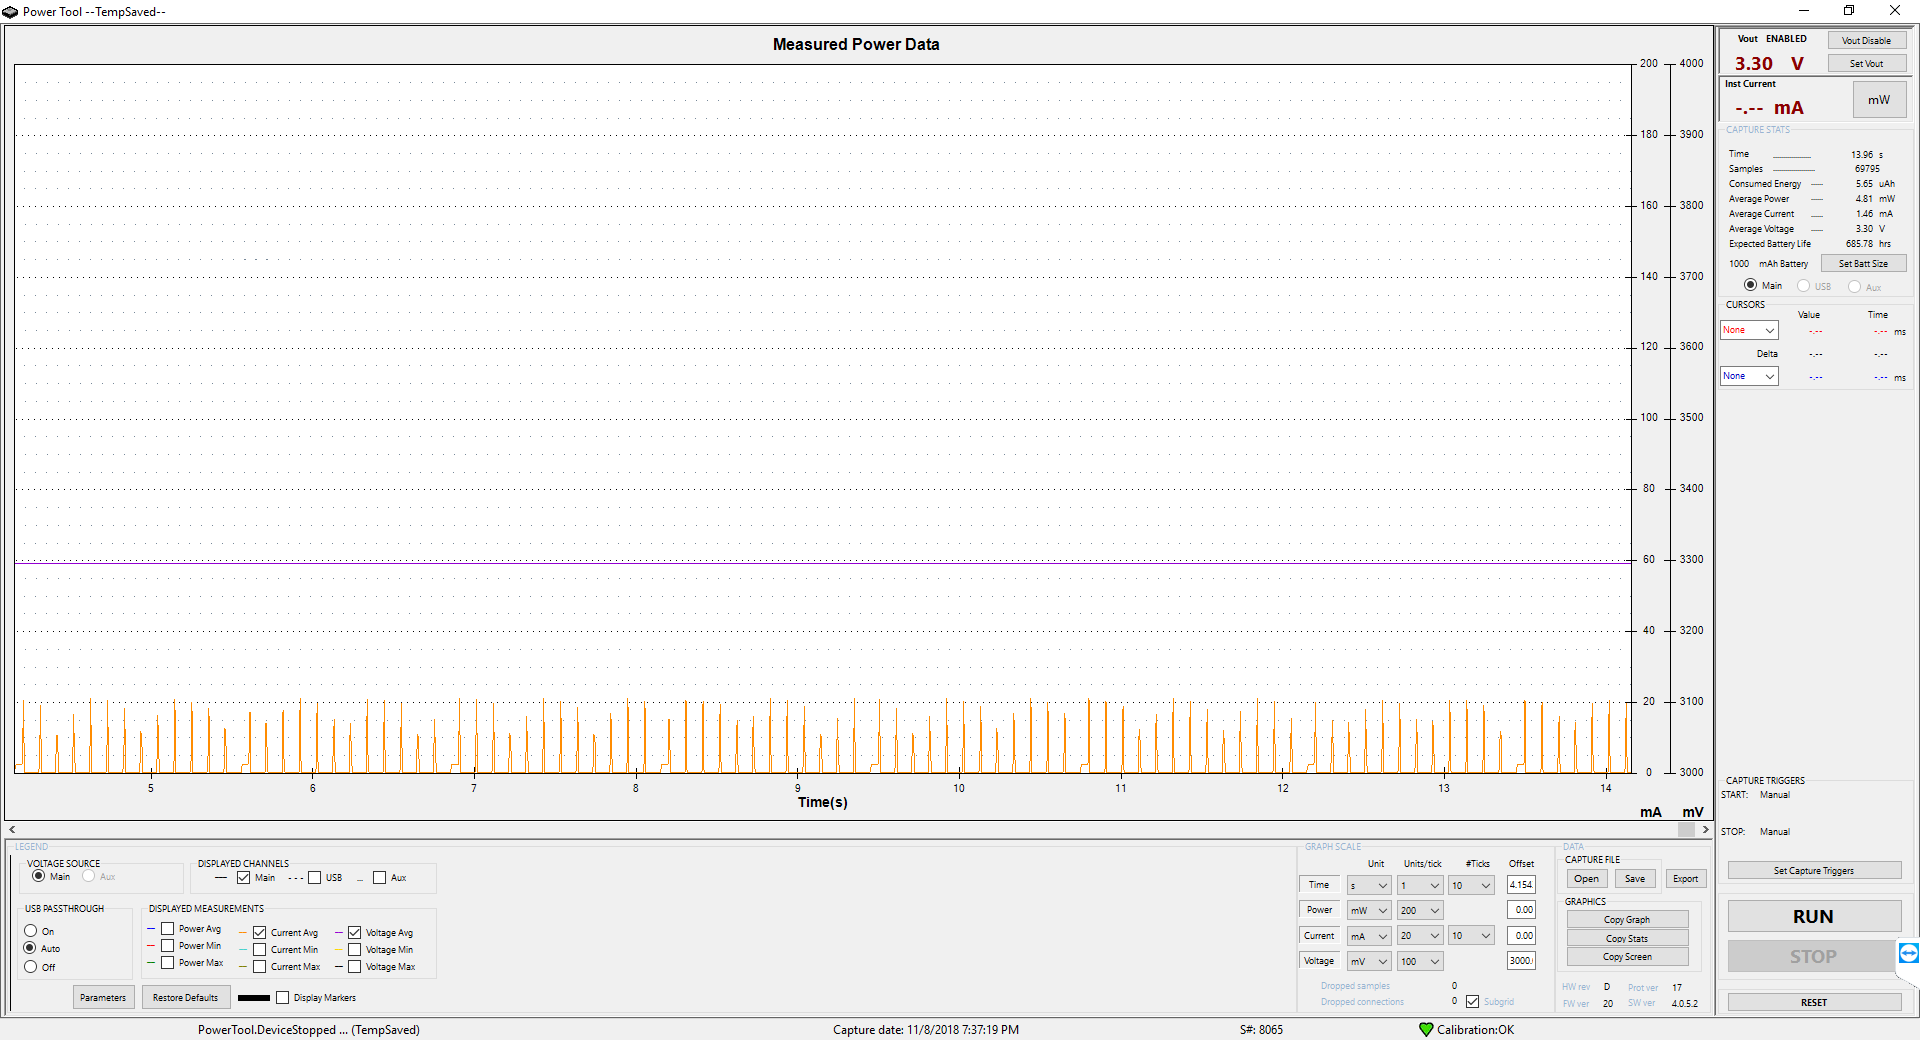 Power Tool --TempSaved--
Measured Power Data
200 4000
180 3900
160 3800
140 3700
120 3600
100 3500
80 3400
60 3300
40 3200
20 3100
0 3000
5 6 7 8 9 10 11 12 13 14
Time(s)
mA mV
Vout ENABLED Vout Disable
3.30 V Set Vout
Inst Current
-.-- mA mW
CAPTURE STATS
Time 13.96 s
Samples 69795
Consumed Energy 5.65 uAh
Average Power 4.81 mW
Average Current 1.46 mA
Average Voltage 3.30 V
Expected Battery Life 685.78 hrs
1000 mAh Battery Set Batt Size
Main USB Aux
CURSORS
Value Time
None -.-- -.-- ms
Delta -.-- -.--
None -.-- -.-- ms
CAPTURE TRIGGERS
START: Manual
STOP: Manual
Set Capture Triggers
RUN
STOP
RESET
LEGEND
VOLTAGE SOURCE
Main Aux
DISPLAYED CHANNELS
Main USB Aux
USB PASSTHROUGH
On
Auto
Off
DISPLAYED MEASUREMENTS
Power Avg Current Avg Voltage Avg
Power Min Current Min Voltage Min
Power Max Current Max Voltage Max
Parameters Restore Defaults Display Markers
GRAPH SCALE
Unit Units/tick #Ticks Offset
Time s 1 10 4.154
Power mW 200 0.00
Current mA 20 10 0.00
Voltage mV 100 3000.
Dropped samples 0
Dropped connections 0 Subgrid
DATA
CAPTURE FILE
Open Save Export
GRAPHICS
Copy Graph
Copy Stats
Copy Screen
HW rev D Prot ver 17
FW ver 20 SW ver 4.0.5.2
PowerTool.DeviceStopped ... (TempSaved) Capture date: 11/8/2018 7:37:19 PM S#: 8065 Calibration:OK